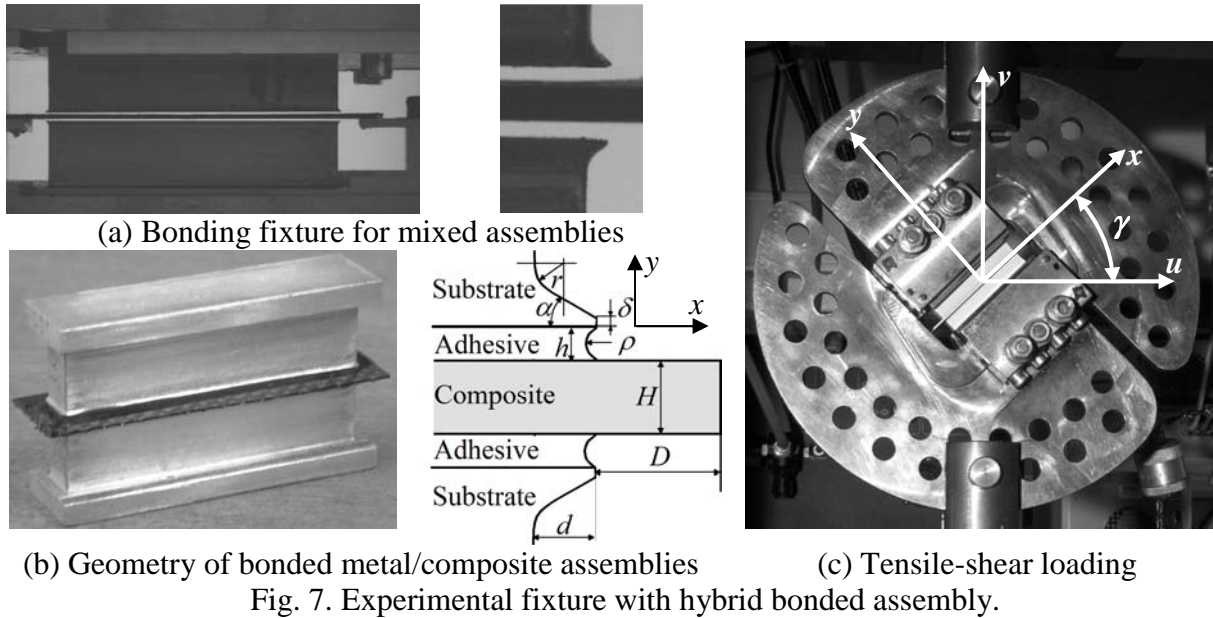 (a) Bonding fixture for mixed assemblies
Substrate
r
α
y
x
δ
Adhesive
h
ρ
Composite
H
Adhesive
D
Substrate
d
(b) Geometry of bonded metal/composite assemblies
v
y
x
γ
u
(c) Tensile-shear loading
Fig. 7. Experimental fixture with hybrid bonded assembly.